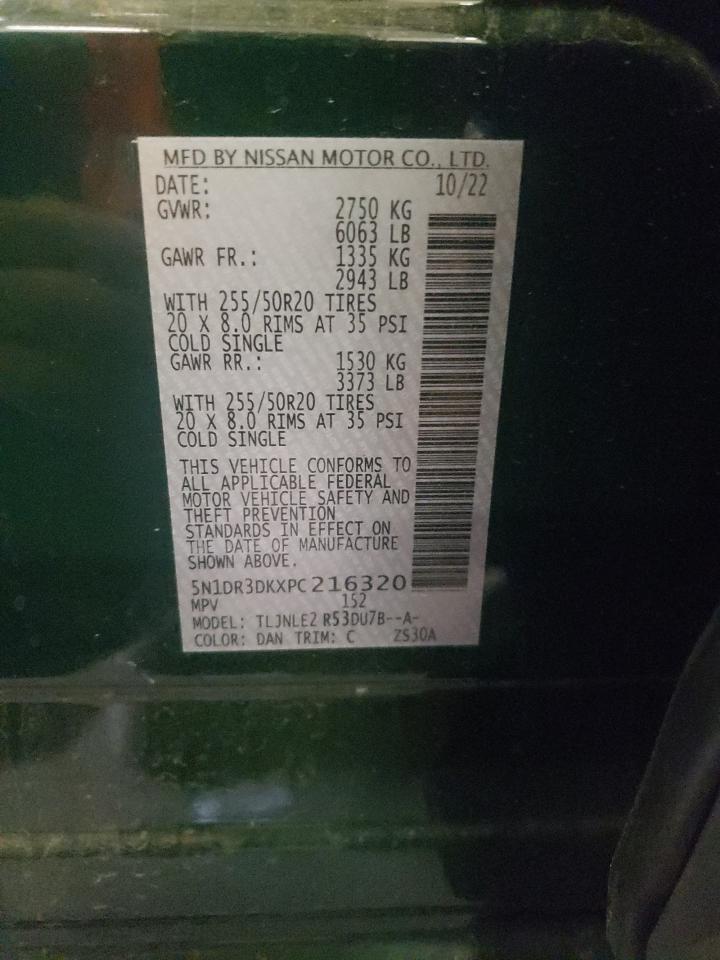 MFD BY NISSAN MOTOR CO., LTD.
DATE: 10/22
GVWR: 2750 KG
6063 LB
GAWR FR.: 1335 KG
2943 LB
WITH 255/50R20 TIRES
20 X 8.0 RIMS AT 35 PSI
COLD SINGLE
GAWR RR.: 1530 KG
3373 LB
WITH 255/50R20 TIRES
20 X 8.0 RIMS AT 35 PSI
COLD SINGLE
THIS VEHICLE CONFORMS TO
ALL APPLICABLE FEDERAL
MOTOR VEHICLE SAFETY AND
THEFT PREVENTION
STANDARDS IN EFFECT ON
THE DATE OF MANUFACTURE
SHOWN ABOVE.
5N1DR3DKXPC216320
MPV 152
MODEL: TLJNLE2 R53DU7B--A-
COLOR: DAN TRIM: C ZS30A